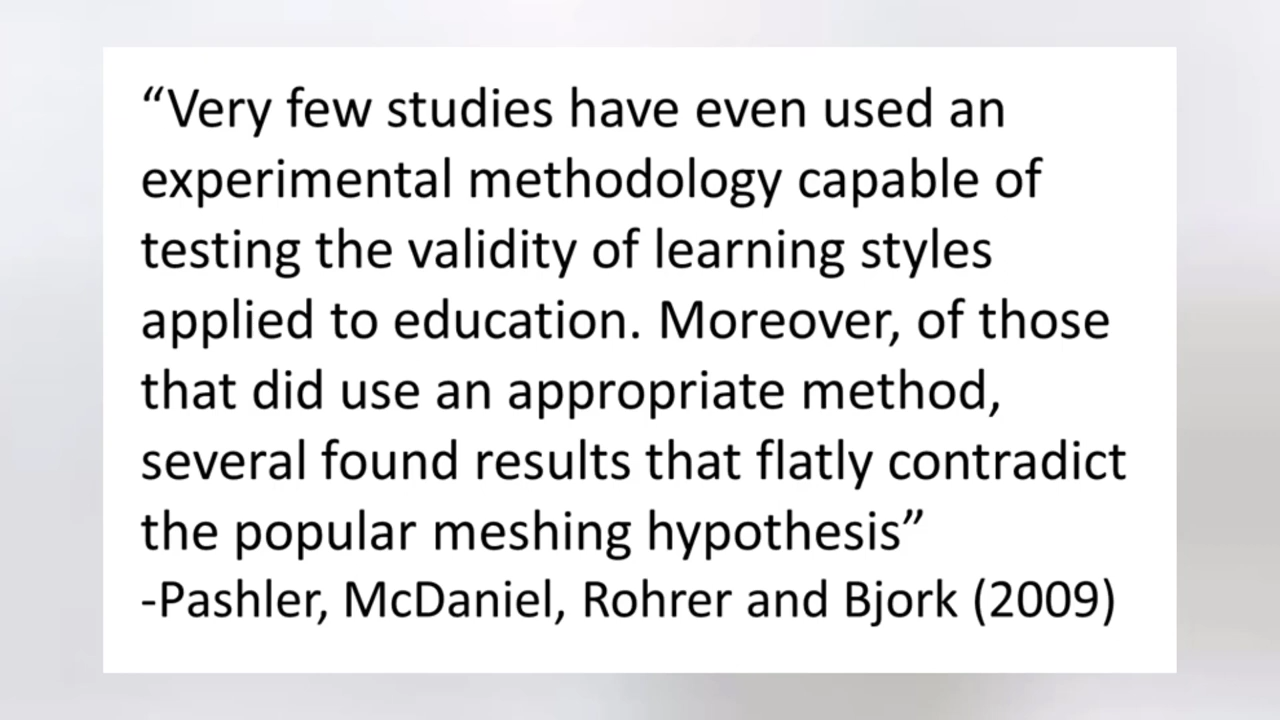 “Very few studies have even used an
experimental methodology capable of
testing the validity of learning styles
applied to education. Moreover, of those
that did use an appropriate method,
several found results that flatly contradict
the popular meshing hypothesis”
-Pashler, McDaniel, Rohrer and Bjork (2009)